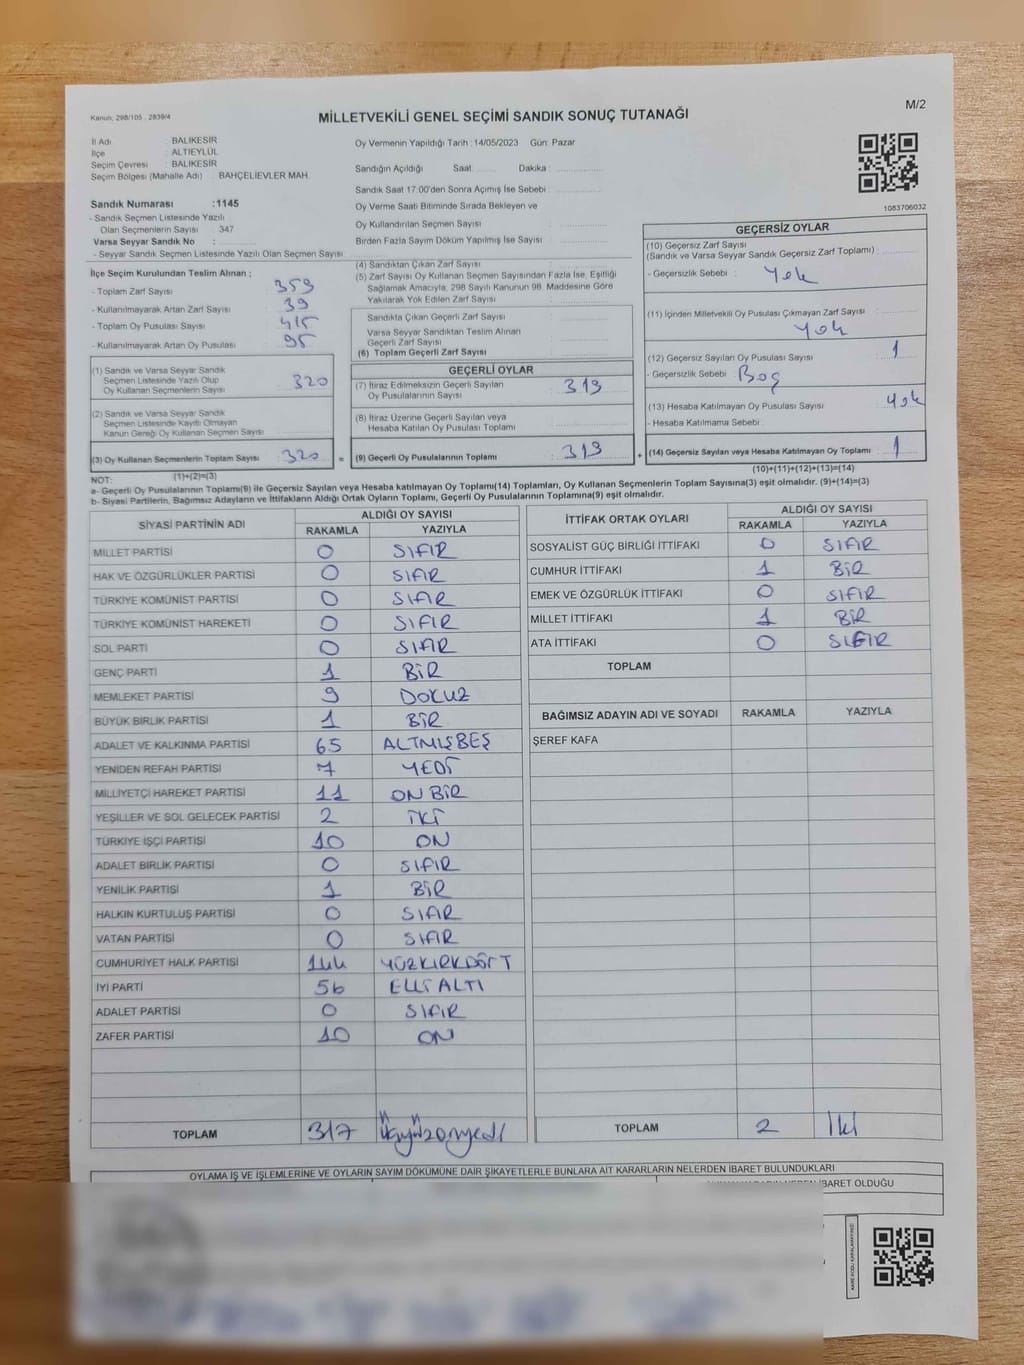 Kanun, 298/105 , 2839/4
MİLLETVEKİLİ GENEL SEÇİMİ SANDIK SONUÇ TUTANAĞI
M/2
İl Adı : BALIKESİR
İlçe : ALTIEYLÜL
Seçim Çevresi : BALIKESİR
Seçim Bölgesi (Mahalle Adı) : BAHÇELİEVLER MAH.
Sandık Numarası :1145
- Sandık Seçmen Listesinde Yazılı
Olan Seçmenlerin Sayısı : 347
Varsa Seyyar Sandık No :
- Seyyar Sandık Seçmen Listesinde Yazılı Olan Seçmen Sayısı
Oy Vermenin Yapıldığı Tarih :14/05/2023 Gün: Pazar
Sandığın Açıldığı Saat: Dakika :
Sandık Saat 17:00'den Sonra Açımış İse Sebebi :
Oy Verme Saati Bitiminde Sırada Bekleyen ve
Oy Kullandırılan Seçmen Sayısı :
Birden Fazla Sayım Döküm Yapılmış İse Sayısı :
1083706032
İlçe Seçim Kurulundan Teslim Alınan ;
- Toplam Zarf Sayısı : 359
- Kullanılmayarak Artan Zarf Sayısı : 39
- Toplam Oy Pusulası Sayısı : 415
- Kullanılmayarak Artan Oy Pusulası : 95
(1) Sandık ve Varsa Seyyar Sandık
Seçmen Listesinde Yazılı Olup
Oy Kullanan Seçmenlerin Sayısı : 320
(2) Sandık ve Varsa Seyyar Sandık
Seçmen Listesinde Kayıtlı Olmayan
Kanun Gereği Oy Kullanan Seçmen Sayısı
(3) Oy Kullanan Seçmenlerin Toplam Sayısı : 320 =
(1)+(2)=(3)
(4) Sandıktan Çıkan Zarf Sayısı :
(5) Zarf Sayısı Oy Kullanan Seçmen Sayısından Fazla İse, Eşitliği
Sağlamak Amacıyla, 298 Sayılı Kanunun 98. Maddesine Göre
Yakılarak Yok Edilen Zarf Sayısı :
Sandıkta Çıkan Geçerli Zarf Sayısı :
Varsa Seyyar Sandıktan Teslim Alınan
Geçerli Zarf Sayısı
(6) Toplam Geçerli Zarf Sayısı :
GEÇERLİ OYLAR
(7) İtiraz Edilmeksizin Geçerli Sayılan
Oy Pusulalarının Sayısı : 319
(8) İtiraz Üzerine Geçerli Sayılan veya
Hesaba Katılan Oy Pusulası Toplamı :
(9) Geçerli Oy Pusulalarının Toplamı : 319 +
GEÇERSİZ OYLAR
(10) Geçersiz Zarf Sayısı
(Sandık ve Varsa Seyyar Sandık Geçersiz Zarf Toplamı) :
- Geçersizlik Sebebi : Yok
(11) İçinden Milletvekili Oy Pusulası Çıkmayan Zarf Sayısı
Yok
(12) Geçersiz Sayılan Oy Pusulası Sayısı : 1
- Geçersizlik Sebebi : Boş
(13) Hesaba Katılmayan Oy Pusulası Sayısı : Yok
- Hesaba Katılmama Sebebi :
(14) Geçersiz Sayılan veya Hesaba Katılmayan Oy Toplamı : 1
(10)+(11)+(12)+(13)=(14)
NOT:
a- Geçerli Oy Pusulalarının Toplamı(9) ile Geçersiz Sayılan veya Hesaba katılmayan Oy Toplamı(14) Toplamları, Oy Kullanan Seçmenlerin Toplam Sayısına(3) eşit olmalıdır. (9)+(14)=(3)
b- Siyasi Partilerin, Bağımsız Adayların ve İttifakların Aldığı Ortak Oyların Toplamı, Geçerli Oy Pusulalarının Toplamına(9) eşit olmalıdır.
SİYASİ PARTİNİN ADI ALDIĞI OY SAYISI
RAKAMLA YAZIYLA
MİLLET PARTİSİ 0 SIFIR
HAK VE ÖZGÜRLÜKLER PARTİSİ 0 SIFIR
TÜRKİYE KOMÜNİST PARTİSİ 0 SIFIR
TÜRKİYE KOMÜNİST HAREKETİ 0 SIFIR
SOL PARTİ 0 SIFIR
GENÇ PARTİ 1 BİR
MEMLEKET PARTİSİ 9 DOKUZ
BÜYÜK BİRLİK PARTİSİ 1 BİR
ADALET VE KALKINMA PARTİSİ 65 ALTMIŞBEŞ
YENİDEN REFAH PARTİSİ 7 YEDİ
MİLLİYETÇİ HAREKET PARTİSİ 11 ON BİR
YEŞİLLER VE SOL GELECEK PARTİSİ 2 İKİ
TÜRKİYE İŞÇİ PARTİSİ 10 ON
ADALET BİRLİK PARTİSİ 0 SIFIR
YENİLİK PARTİSİ 1 BİR
HALKIN KURTULUŞ PARTİSİ 0 SIFIR
VATAN PARTİSİ 0 SIFIR
CUMHURİYET HALK PARTİSİ 144 YÜZKIRKDÖRT
İYİ PARTİ 56 ELLİ ALTI
ADALET PARTİSİ 0 SIFIR
ZAFER PARTİSİ 10 ON
TOPLAM 317 üçyüzonyedi
İTTİFAK ORTAK OYLARI ALDIĞI OY SAYISI
RAKAMLA YAZIYLA
SOSYALİST GÜÇ BİRLİĞİ İTTİFAKI 0 SIFIR
CUMHUR İTTİFAKI 1 BİR
EMEK VE ÖZGÜRLÜK İTTİFAKI 0 SIFIR
MİLLET İTTİFAKI 1 BİR
ATA İTTİFAKI 0 SIFIR
TOPLAM
BAĞIMSIZ ADAYIN ADI VE SOYADI RAKAMLA YAZIYLA
ŞEREF KAFA
TOPLAM 2 İki
OYLAMA İŞ VE İŞLEMLERİNE VE OYLARIN SAYIM DÖKÜMÜNE DAİR ŞİKAYETLERLE BUNLARA AİT KARARLARIN NELERDEN İBARET BULUNDUKLARI
İBARET OLDUĞU